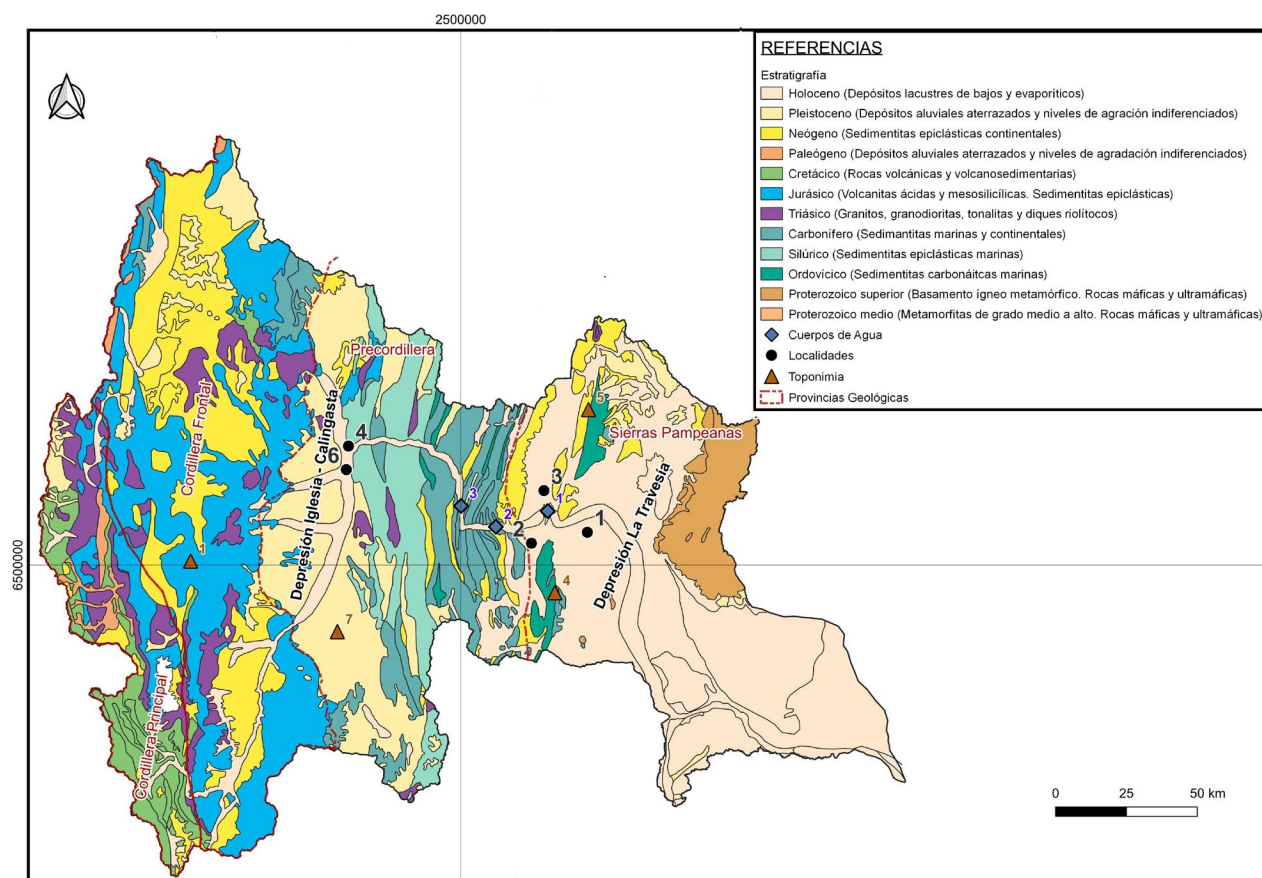 2500000
REFERENCIAS
Estratigrafía
Holoceno (Depósitos lacustres de bajos y evaporíticos)
Pleistoceno (Depósitos aluviales aterrazados y niveles de agración indiferenciados)
Neógeno (Sedimentitas epiclásticas continentales)
Paleógeno (Depósitos aluviales aterrazados y niveles de agradación indiferenciados)
Cretácico (Rocas volcánicas y volcanosedimentarias)
Jurásico (Volcanitas ácidas y mesosilicílicas. Sedimentitas epiclásticas)
Triásico (Granitos, granodioritas, tonalitas y diques riolítocos)
Carbonífero (Sedimantitas marinas y continentales)
Silúrico (Sedimentitas epiclásticas marinas)
Ordovícico (Sedimentitas carbonáitcas marinas)
Proterozoico superior (Basamento ígneo metamórfico. Rocas máficas y ultramáficas)
Proterozoico medio (Metamorfitas de grado medio a alto. Rocas máficas y ultramáficas)
Cuerpos de Agua
Localidades
Toponimia
Provincias Geológicas
Precordillera
Cordillera Frontal
Depresión Iglesia - Calingasta
5
Sierras Pampeanas
4
6
3
3
1
2
2
1
Depresión La Travesía
6500000
1
4
7
Cordillera Principal
0 25 50 km